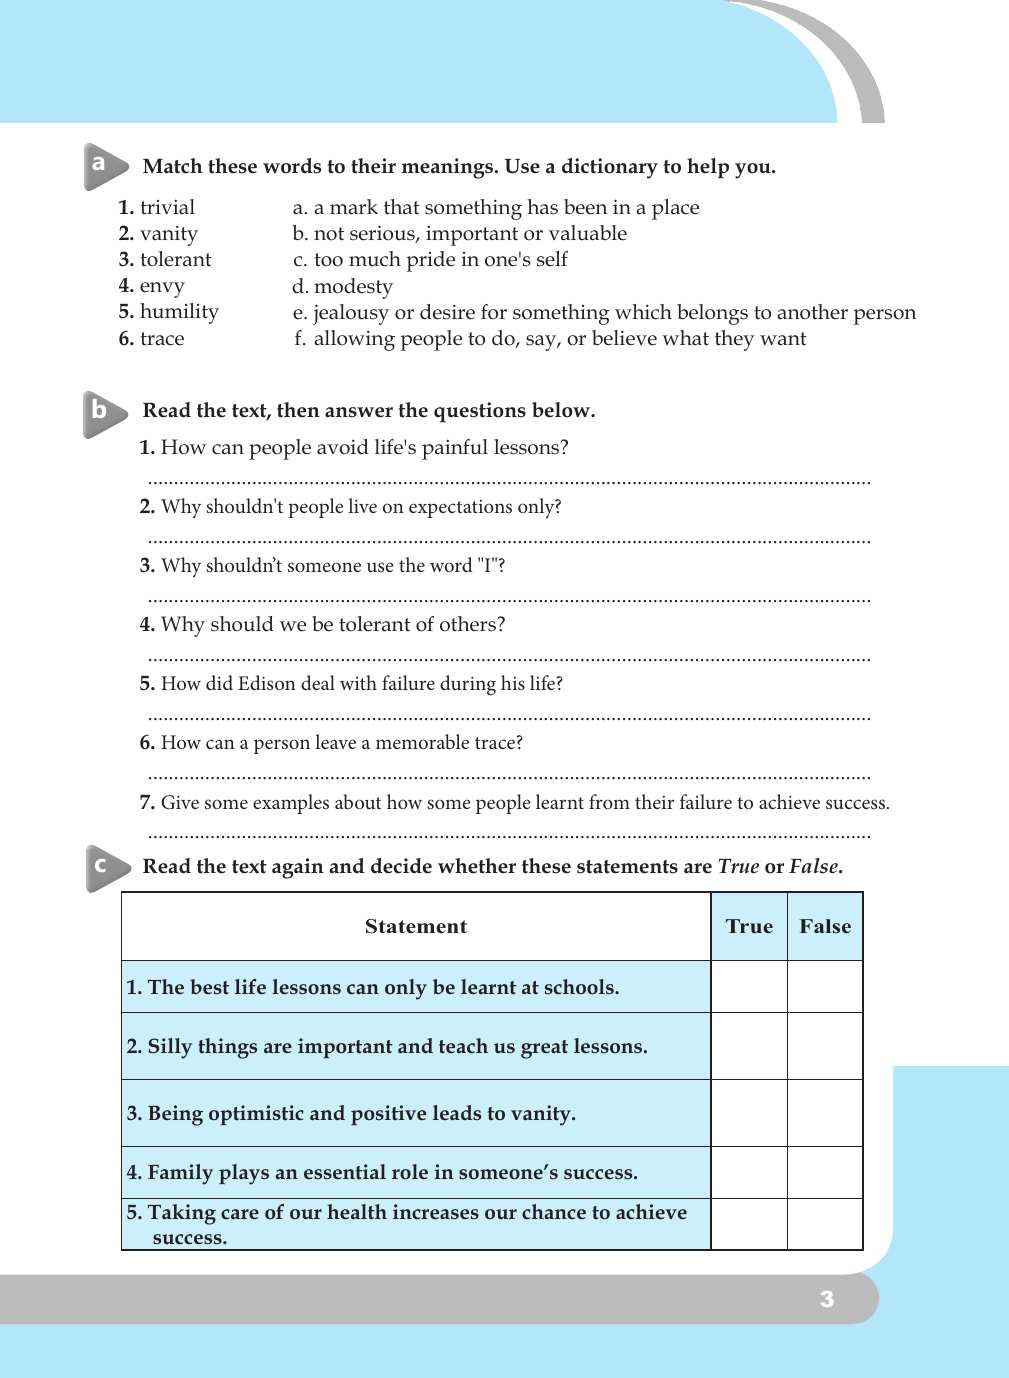 a
Match these words to their meanings. Use a dictionary to help you.
1. trivial a. a mark that something has been in a place
2. vanity b. not serious, important or valuable
3. tolerant c. too much pride in one's self
4. envy d. modesty
5. humility e. jealousy or desire for something which belongs to another person
6. trace f. allowing people to do, say, or believe what they want
b
Read the text, then answer the questions below.
1. How can people avoid life's painful lessons?
2. Why shouldn't people live on expectations only?
3. Why shouldn’t someone use the word "I"?
4. Why should we be tolerant of others?
5. How did Edison deal with failure during his life?
6. How can a person leave a memorable trace?
7. Give some examples about how some people learnt from their failure to achieve success.
c
Read the text again and decide whether these statements are True or False.
Statement True False
1. The best life lessons can only be learnt at schools.
2. Silly things are important and teach us great lessons.
3. Being optimistic and positive leads to vanity.
4. Family plays an essential role in someone’s success.
5. Taking care of our health increases our chance to achieve
success.
3